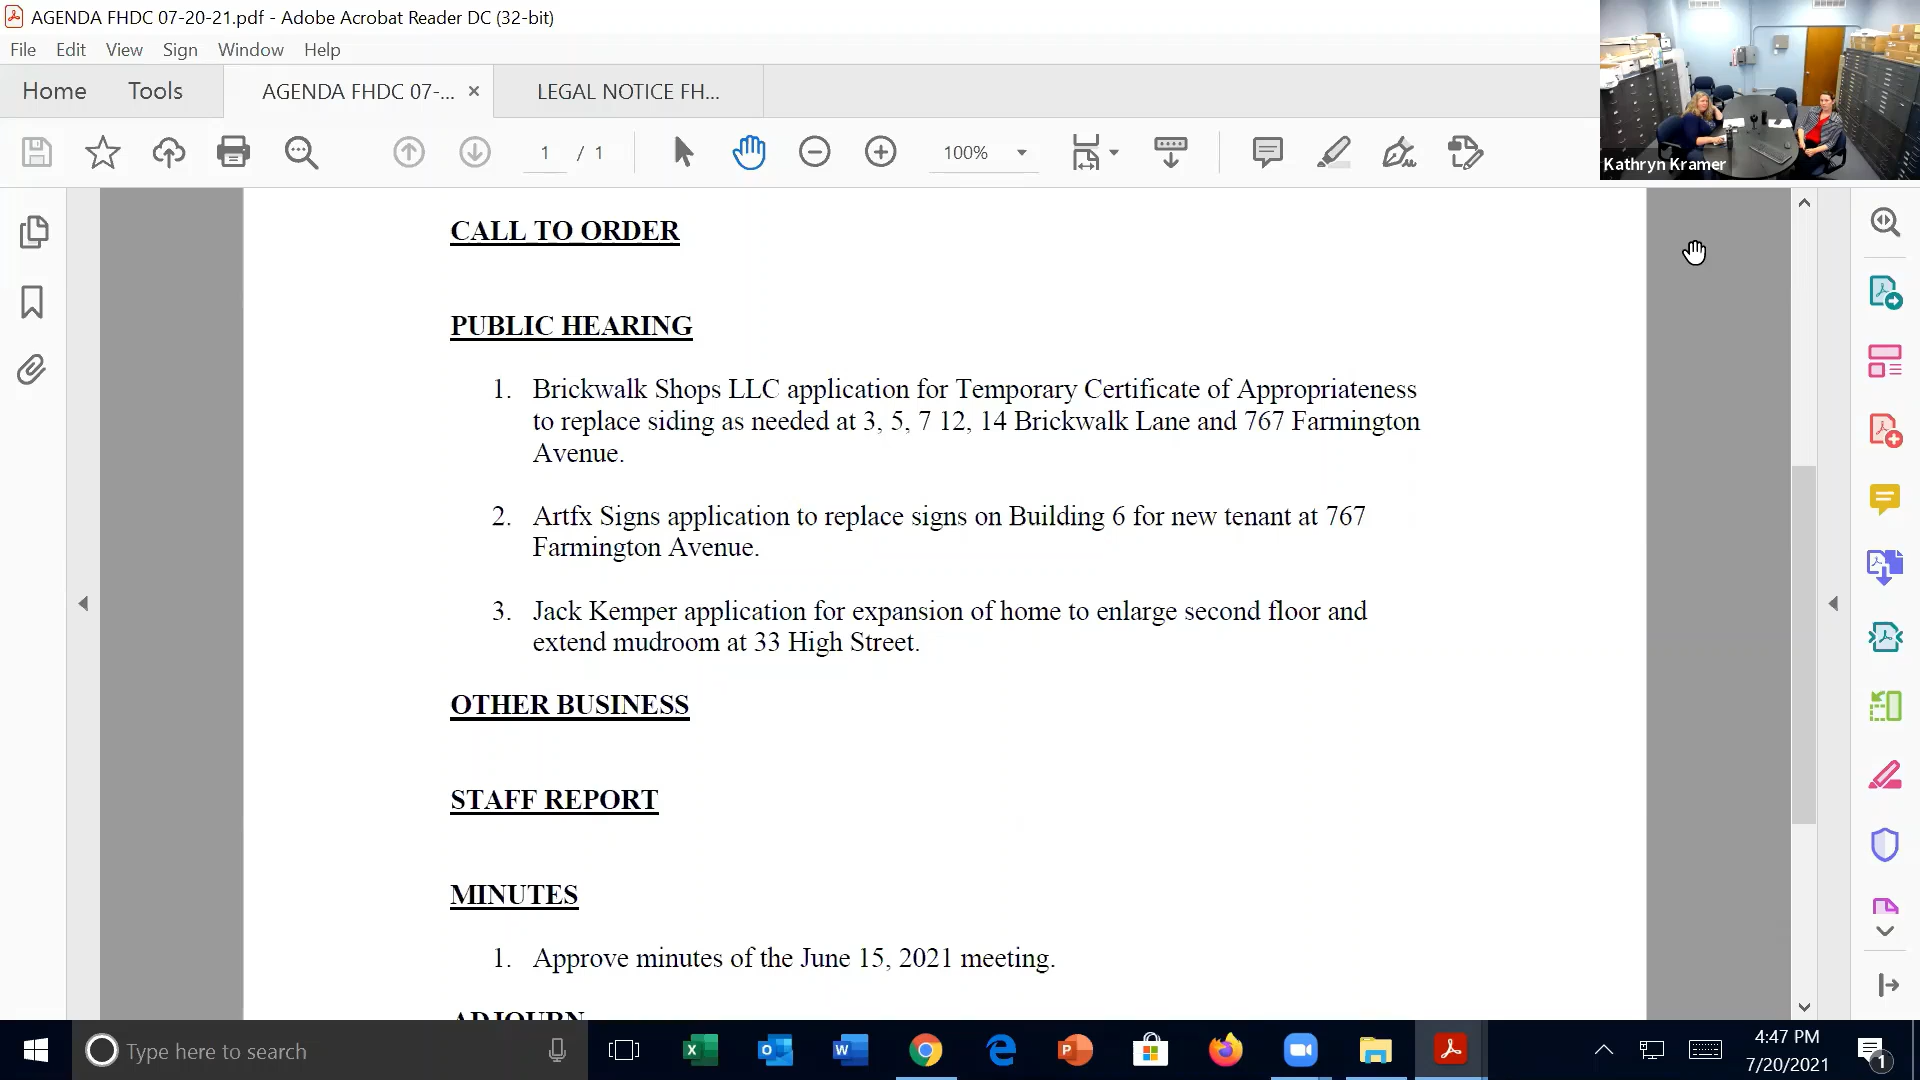 AGENDA FHDC 07-20-21.pdf - Adobe Acrobat Reader DC (32-bit)
File Edit View Sign Window Help
Home Tools AGENDA FHDC 07-... × LEGAL NOTICE FH...
1 / 1 100%
Kathryn Kramer
CALL TO ORDER
PUBLIC HEARING
1. Brickwalk Shops LLC application for Temporary Certificate of Appropriateness
to replace siding as needed at 3, 5, 7 12, 14 Brickwalk Lane and 767 Farmington
Avenue.
2. Artfx Signs application to replace signs on Building 6 for new tenant at 767
Farmington Avenue.
3. Jack Kemper application for expansion of home to enlarge second floor and
extend mudroom at 33 High Street.
OTHER BUSINESS
STAFF REPORT
MINUTES
1. Approve minutes of the June 15, 2021 meeting.
ADJOURN
Type here to search
4:47 PM
7/20/2021
1